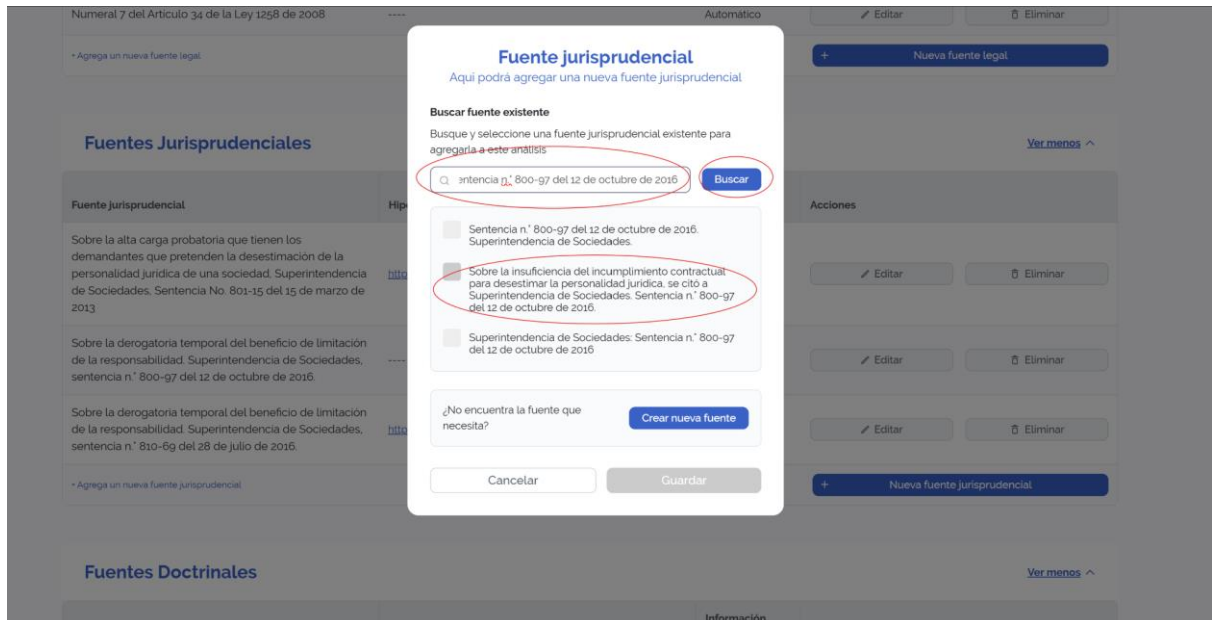 Numeral 7 del Artículo 34 de la Ley 1258 de 2008 ---- Automático Editar Eliminar
• Agrega un nueva fuente legal + Nueva fuente legal
Fuente jurisprudencial
Aquí podrá agregar una nueva fuente jurisprudencial
Buscar fuente existente
Busque y seleccione una fuente jurisprudencial existente para
agregarla a este análisis
entencia n.° 800-97 del 12 de octubre de 2016 Buscar
Sentencia n.° 800-97 del 12 de octubre de 2016.
Superintendencia de Sociedades.
Sobre la insuficiencia del incumplimiento contractual
para desestimar la personalidad jurídica, se citó a
Superintendencia de Sociedades. Sentencia n.° 800-97
del 12 de octubre de 2016.
Superintendencia de Sociedades: Sentencia n.° 800-97
del 12 de octubre de 2016
¿No encuentra la fuente que
necesita?
Crear nueva fuente
Cancelar Guardar
Fuentes Jurisprudenciales Ver menos
Fuente jurisprudencial Hipe Acciones
Sobre la alta carga probatoria que tienen los
demandantes que pretenden la desestimación de la
personalidad jurídica de una sociedad, Superintendencia
de Sociedades, Sentencia No. 801-15 del 15 de marzo de
2013
http Editar Eliminar
Sobre la derogatoria temporal del beneficio de limitación
de la responsabilidad. Superintendencia de Sociedades,
sentencia n.° 800-97 del 12 de octubre de 2016.
---- Editar Eliminar
Sobre la derogatoria temporal del beneficio de limitación
de la responsabilidad. Superintendencia de Sociedades,
sentencia n.° 810-69 del 28 de julio de 2016.
http Editar Eliminar
• Agrega un nueva fuente jurisprudencial + Nueva fuente jurisprudencial
Fuentes Doctrinales Ver menos
Información